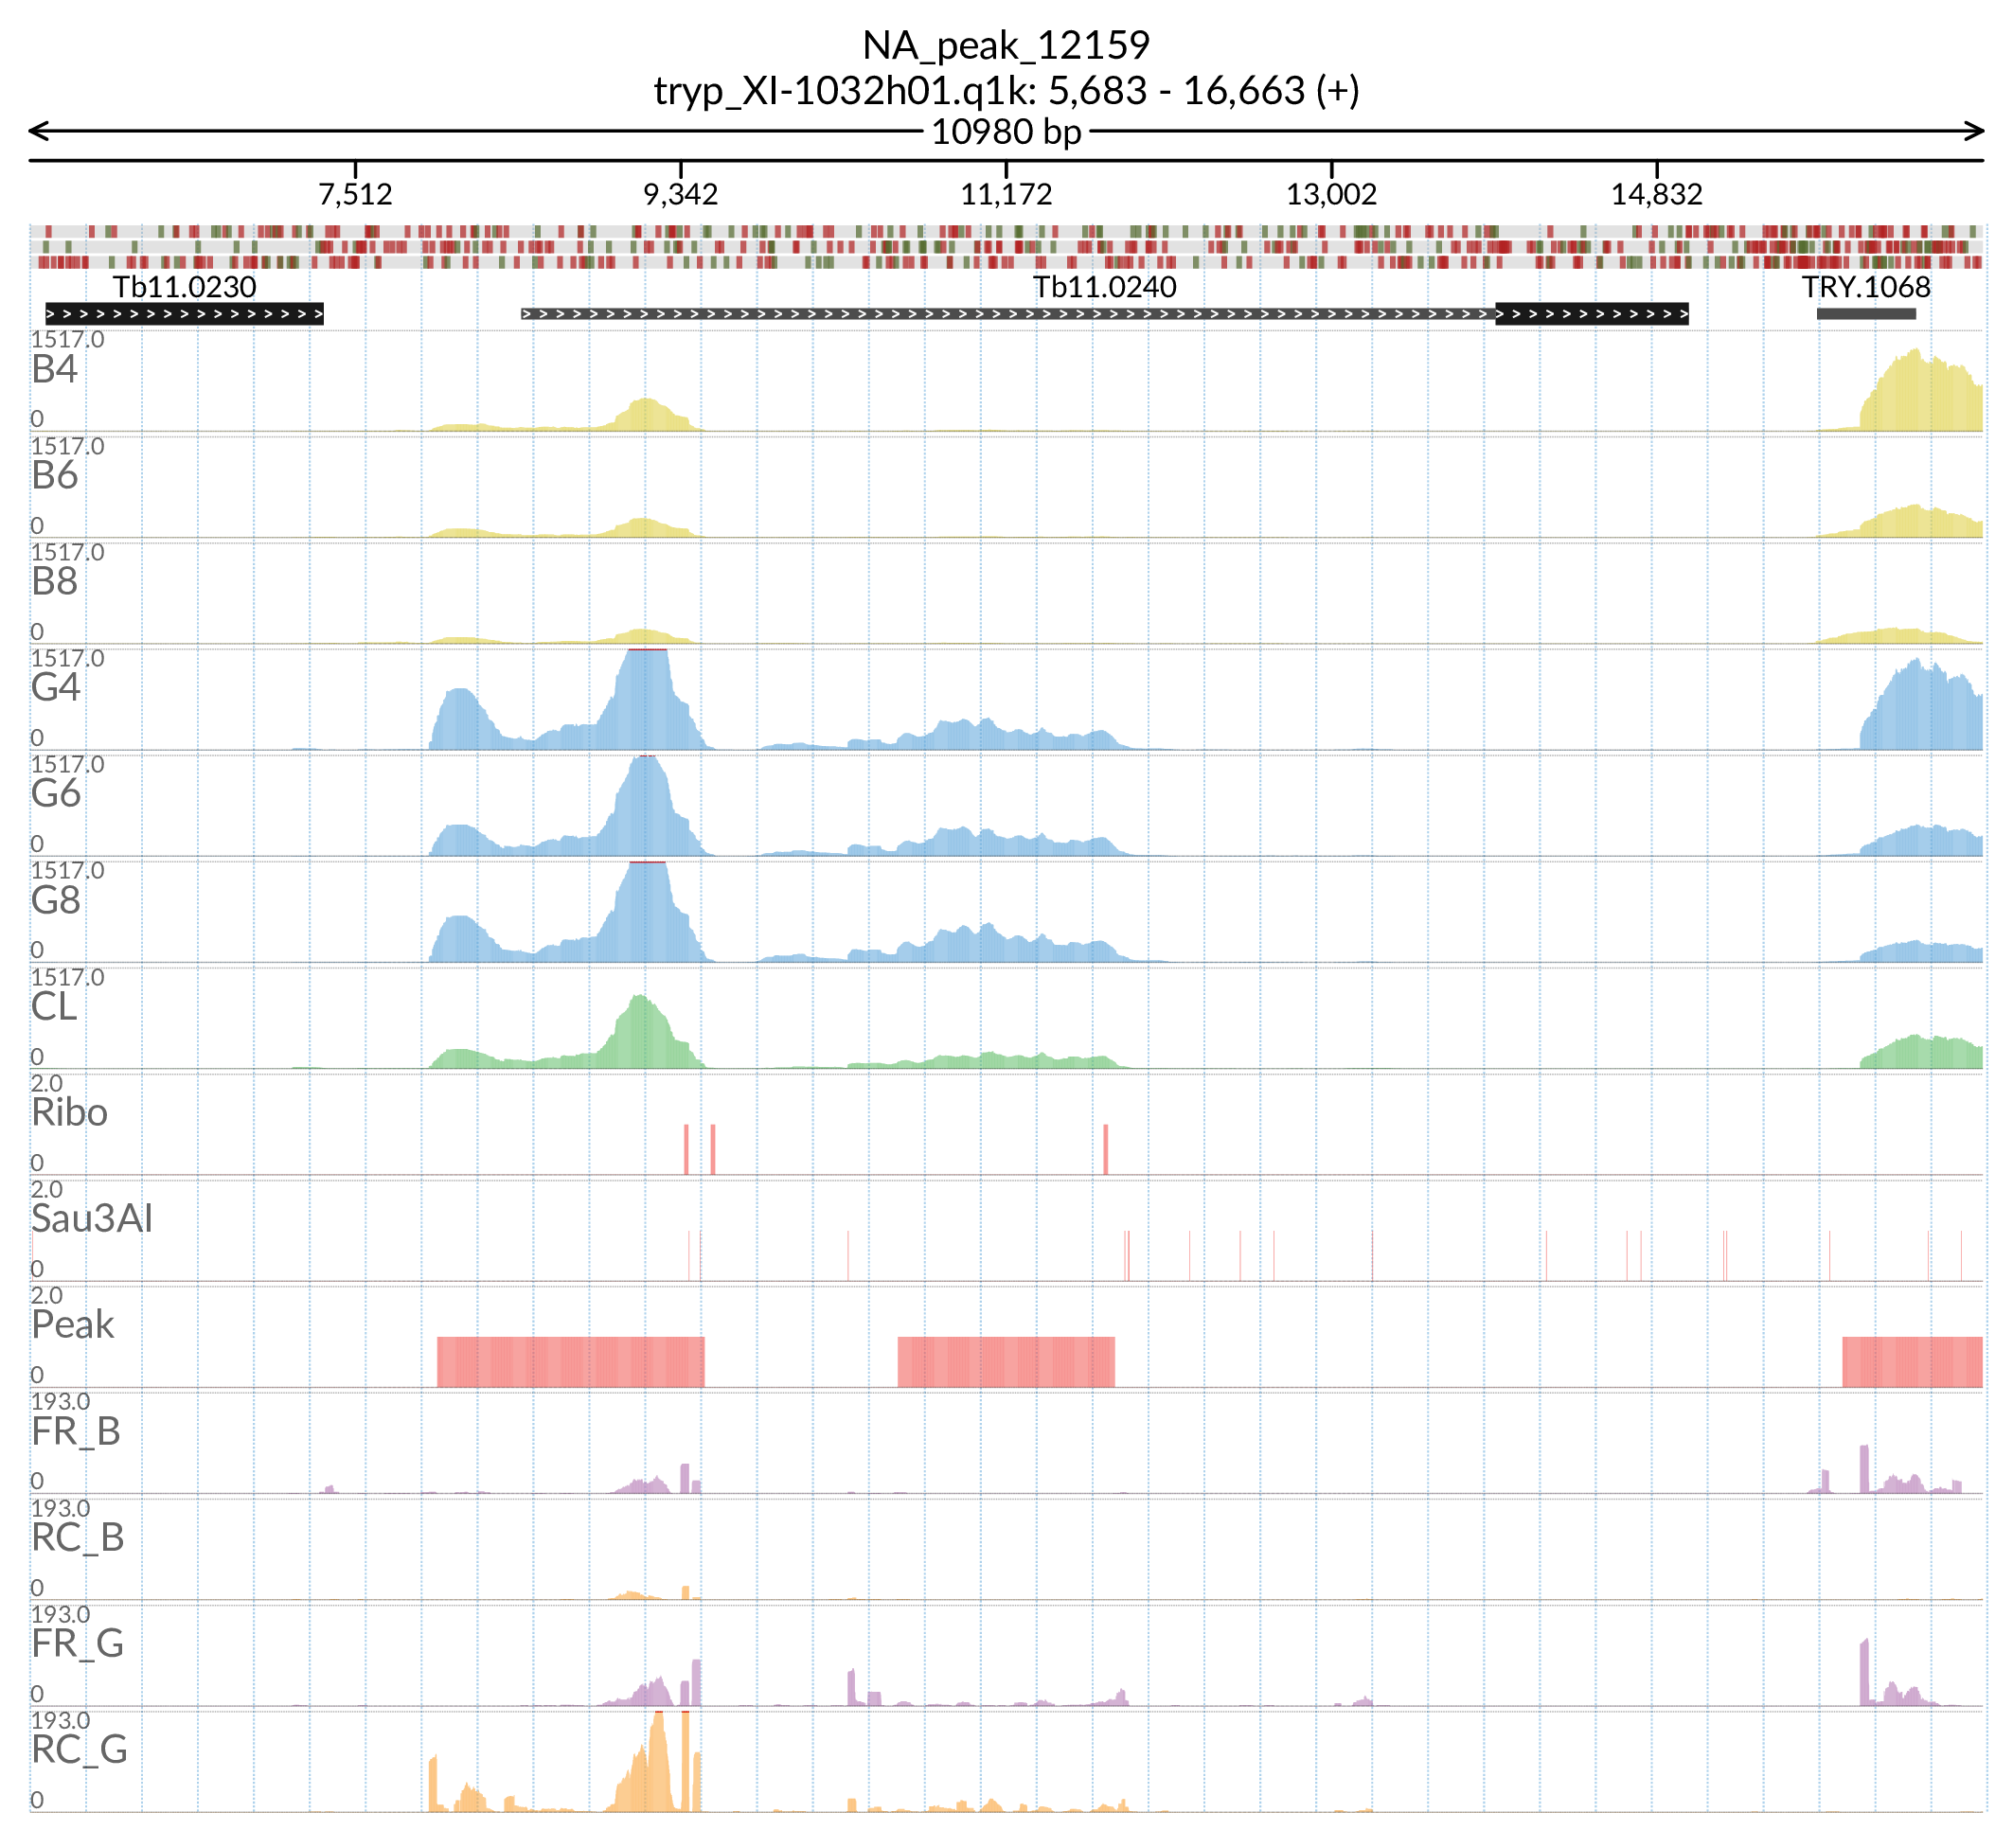 NA_peak_12159
tryp_XI-1032h01.q1k: 5,683 - 16,663 (+)
10980 bp
7,512 9,342 11,172 13,002 14,832
Tb11.0230 Tb11.0240 TRY.1068
1517.0
B4
0
1517.0
B6
0
1517.0
B8
0
1517.0
G4
0
1517.0
G6
0
1517.0
G8
0
1517.0
CL
0
2.0
Ribo
0
2.0
Sau3AI
0
2.0
Peak
0
193.0
FR_B
0
193.0
RC_B
0
193.0
FR_G
0
193.0
RC_G
0